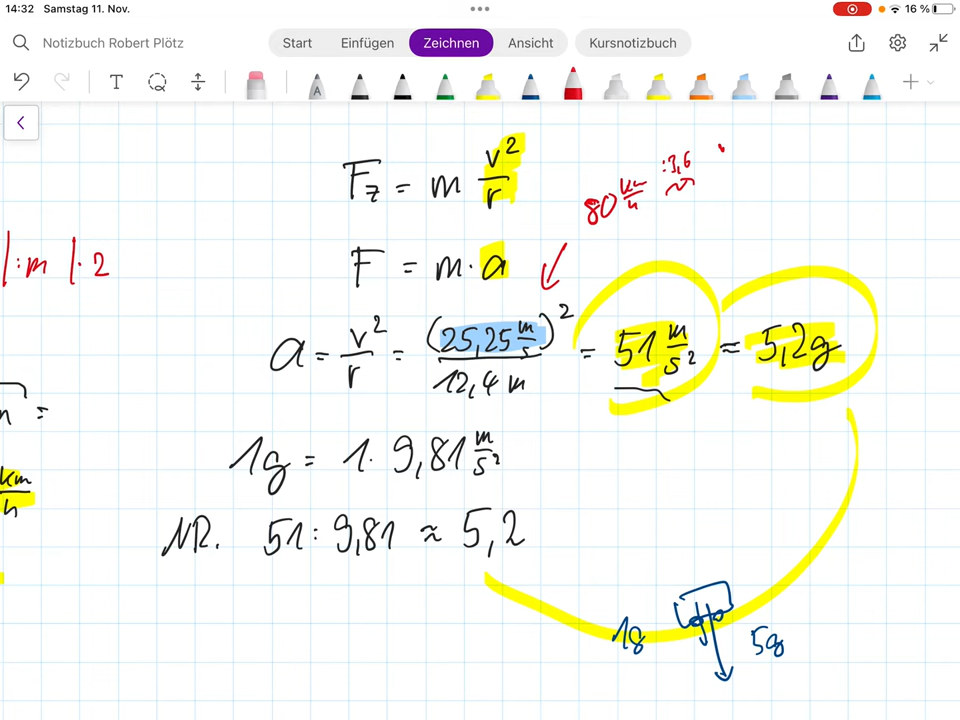 14:32 Samstag 11. Nov.
16 %
Notizbuch Robert Plötz
Start Einfügen Zeichnen Ansicht Kursnotizbuch
T
A
F_z = m v²/r
80 km/h :3,6
|:m |·2
F = m · a
a = v²/r = (25,25 m/s)²/12,4 m = 51 m/s² ≈ 5,2g
=
1g = 1 · 9,81 m/s²
km/h
NR. 51 : 9,81 ≈ 5,2
1g
5g